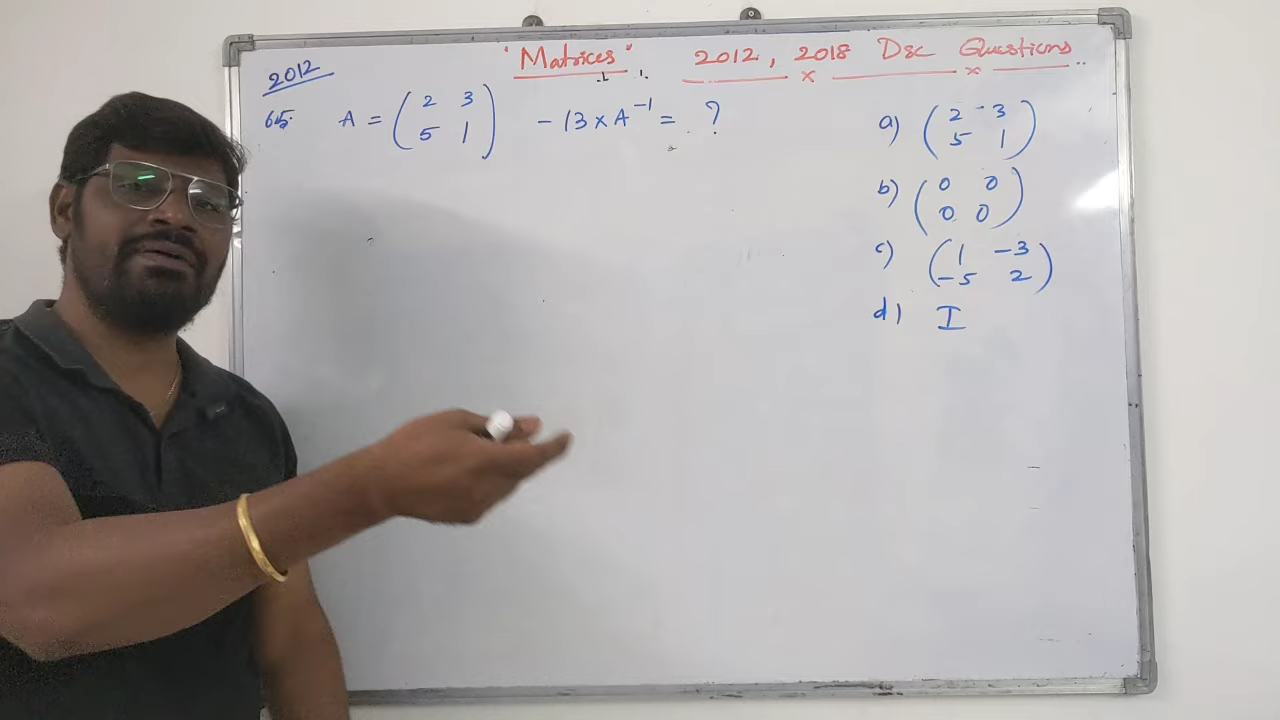 "Matrices" 2012, 2018 Dsc Questions
2012
65 A = (2 3
5 1) - 13 × A⁻¹ = ?
a) (2 -3
5 1)
b) (0 0
0 0)
c) (1 -3
-5 2)
d) I